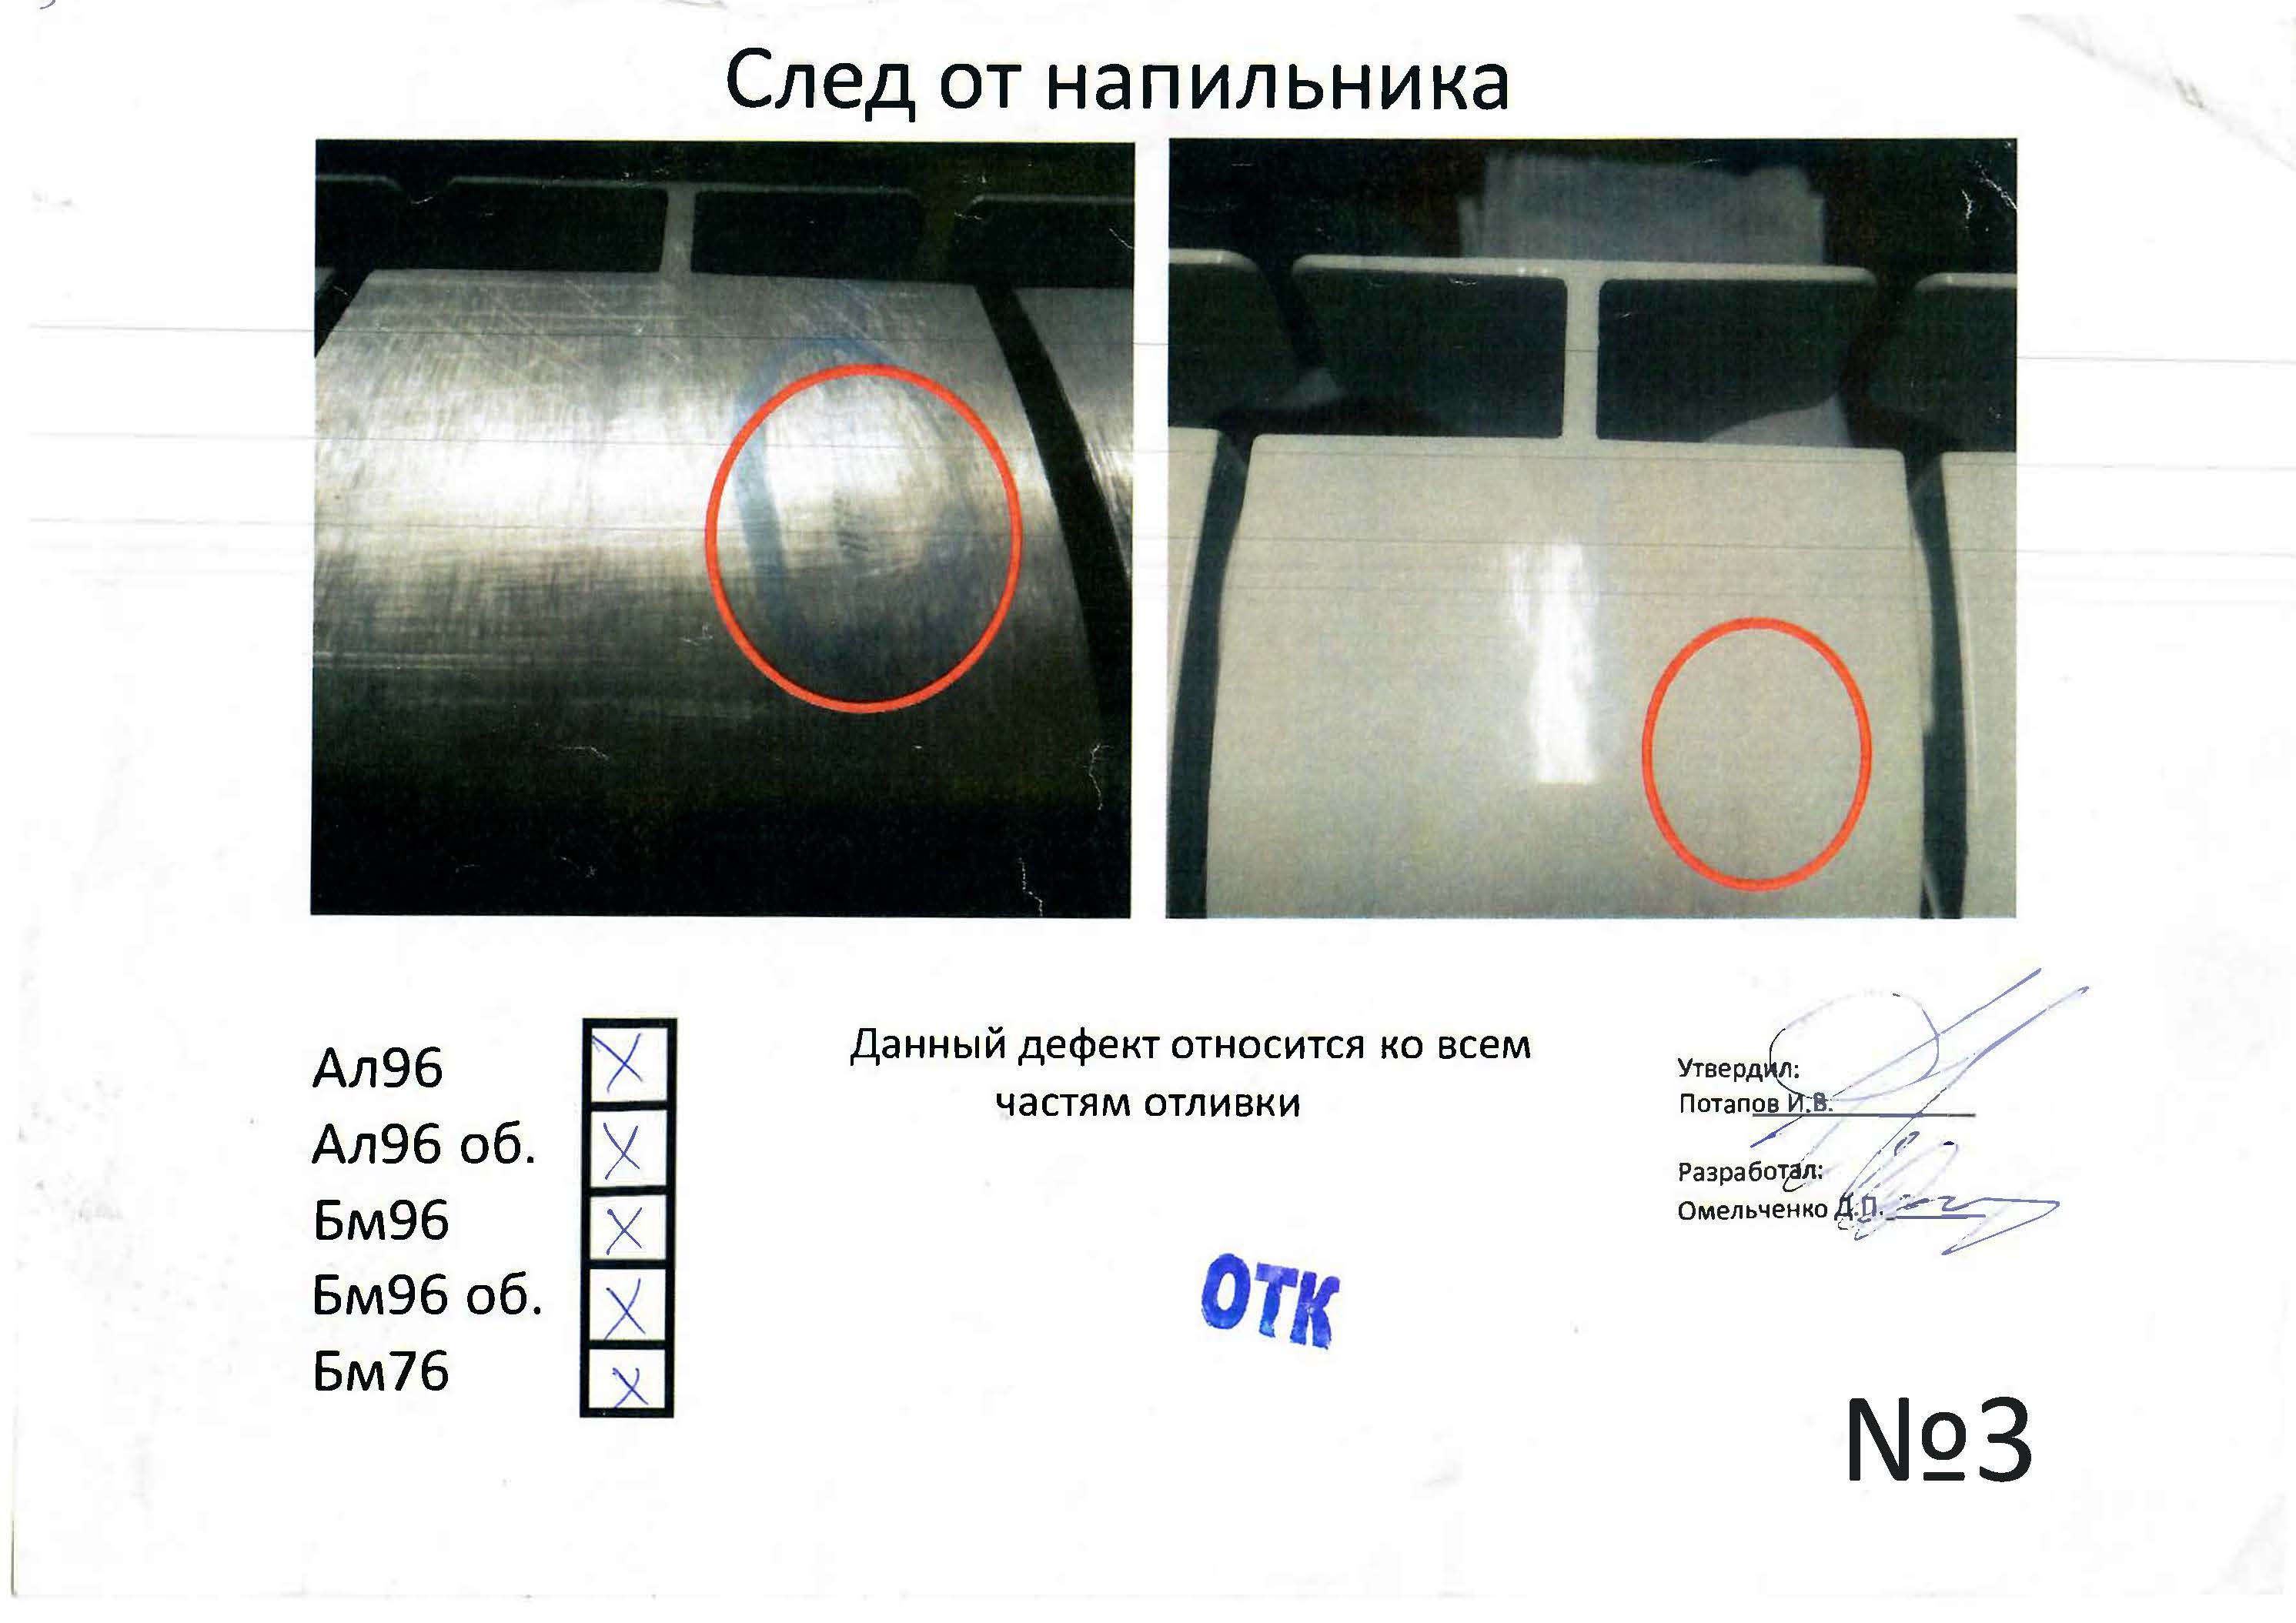 След от напильника
Ал96
Ал96 об.
Бм96
Бм96 об.
Бм76
Данный дефект относится ко всем
частям отливки
Утвердил:
Потапов И.В.
Разработал:
Омельченко Д.П.
ОТК
№3